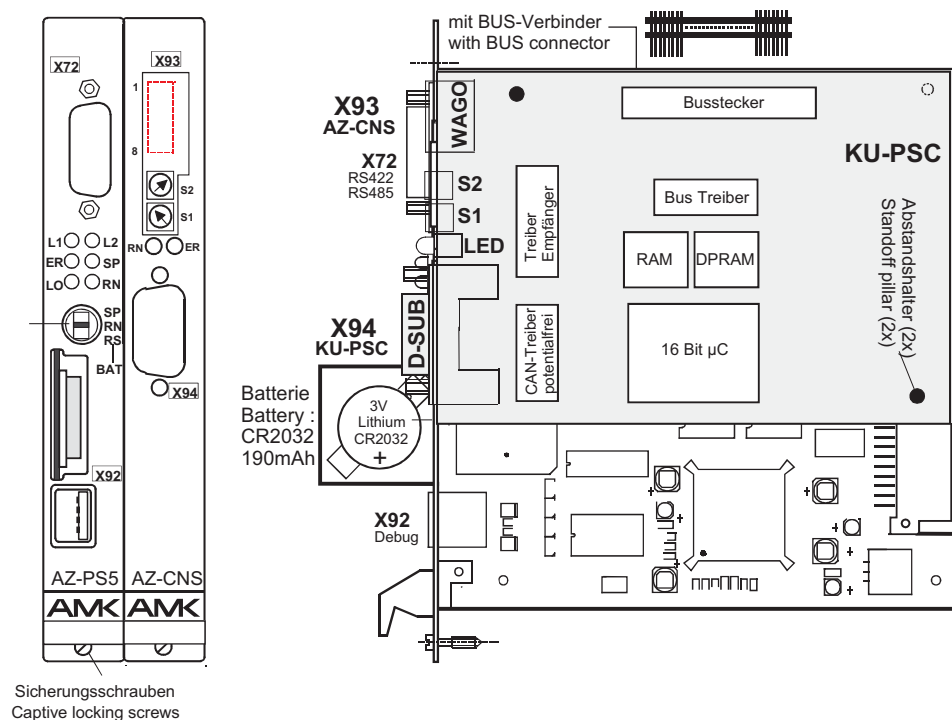 X72
L1
L2
ER
SP
LO
RN
SP
RN
RS
BAT
X92
AZ-PS5
AMK
X93
1
8
S2
S1
RN
ER
X94
AZ-CNS
AMK
Sicherungsschrauben
Captive locking screws
mit BUS-Verbinder
with BUS connector
X93
AZ-CNS
X72
RS422
RS485
WAGO
S2
S1
LED
X94
KU-PSC
D-SUB
Batterie
Battery :
CR2032
190mAh
3V
Lithium
CR2032
+
X92
Debug
Busstecker
KU-PSC
Treiber
Empfänger
Bus Treiber
RAM
DPRAM
CAN-Treiber
potentialfrei
16 Bit µC
Abstandshalter (2x)
Standoff pillar (2x)
+
+
+
+
+
+
+